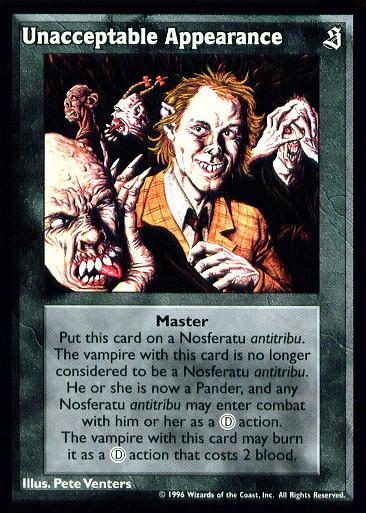 Unacceptable Appearance
Master
Put this card on a Nosferatu antitribu.
The vampire with this card is no longer
considered to be a Nosferatu antitribu.
He or she is now a Pander, and any
Nosferatu antitribu may enter combat
with him or her as a Ⓓ action.
The vampire with this card may burn
it as a Ⓓ action that costs 2 blood.
Illus. Pete Venters
© 1996 Wizards of the Coast, Inc. All Rights Reserved.